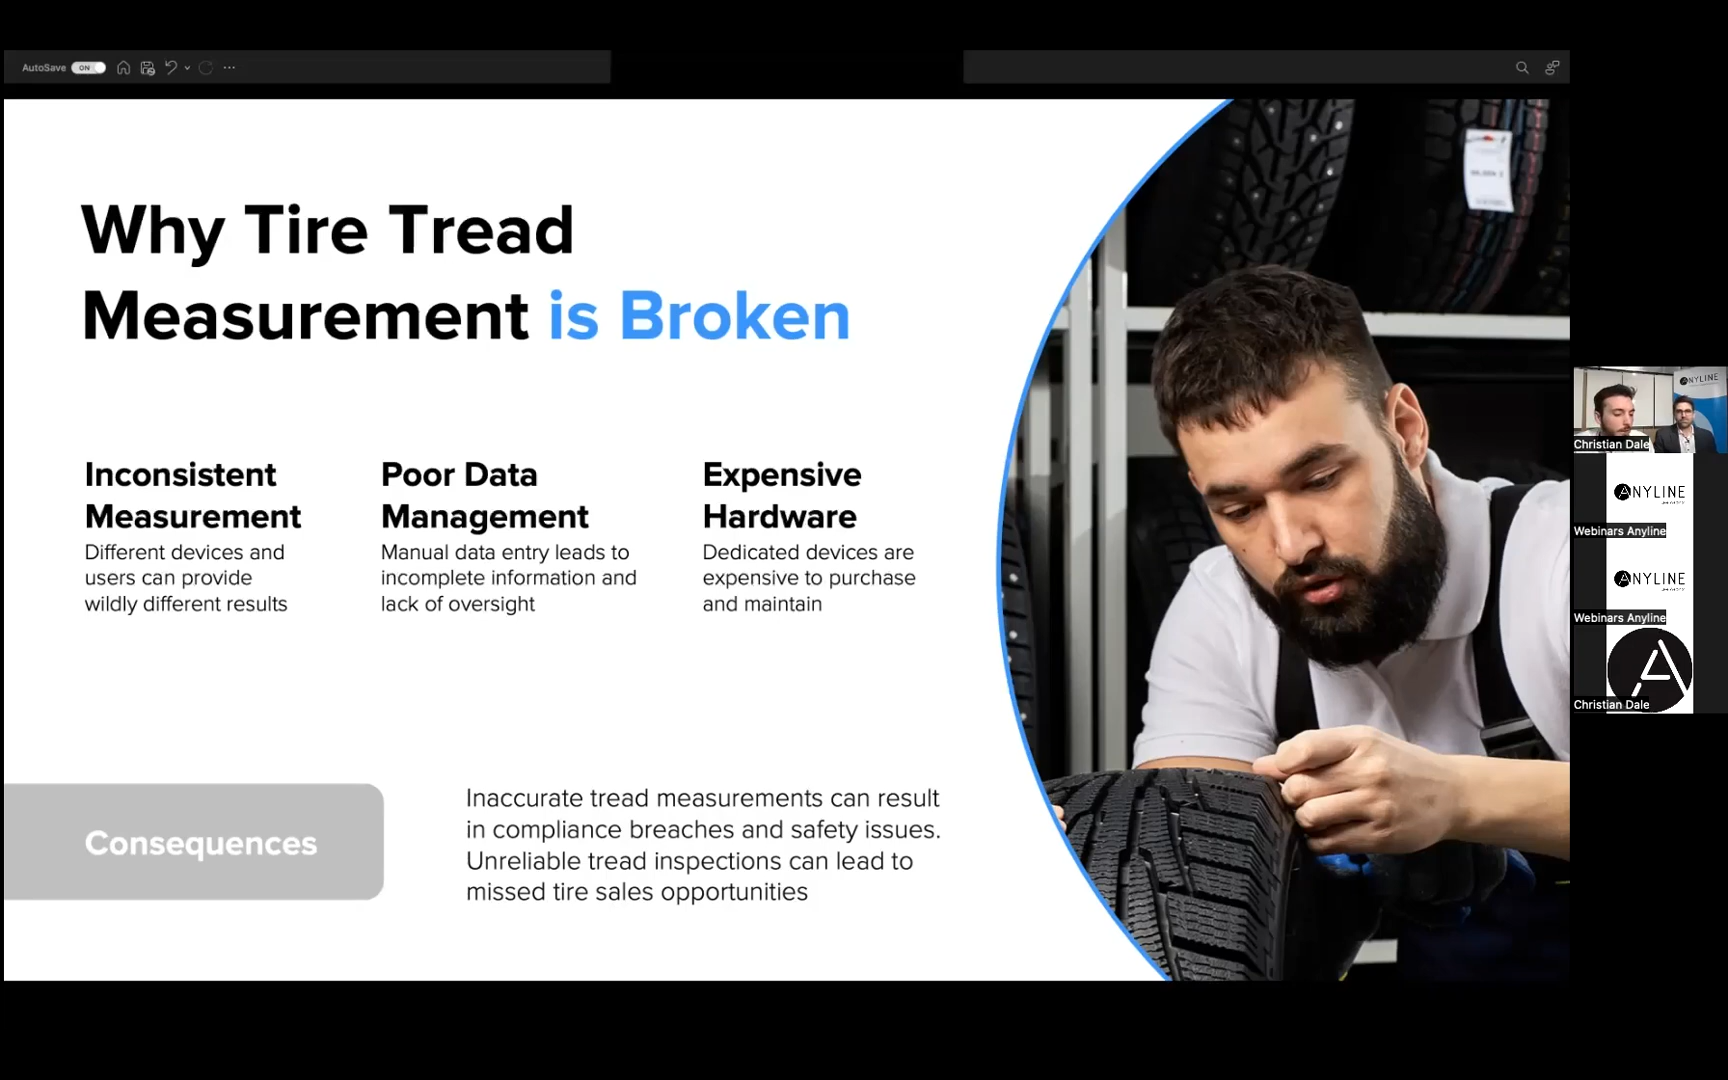 AutoSave ON
Why Tire Tread
Measurement is Broken
Inconsistent
Measurement
Different devices and
users can provide
wildly different results
Poor Data
Management
Manual data entry leads to
incomplete information and
lack of oversight
Expensive
Hardware
Dedicated devices are
expensive to purchase
and maintain
Consequences
Inaccurate tread measurements can result
in compliance breaches and safety issues.
Unreliable tread inspections can lead to
missed tire sales opportunities
ANYLINE
Christian Dale
ANYLINE
Webinars Anyline
ANYLINE
Webinars Anyline
Christian Dale